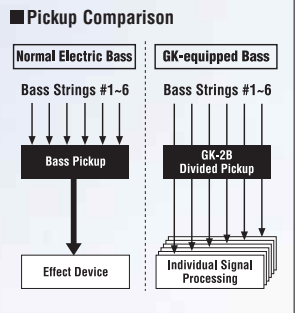 ■Pickup Comparison
Normal Electric Bass
Bass Strings #1~6
Bass Pickup
Effect Device
GK-equipped Bass
Bass Strings #1~6
GK-2B
Divided Pickup
Individual Signal
Processing